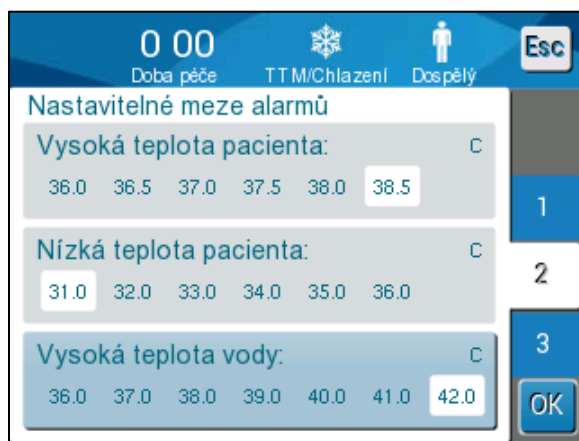 0 00
Doba péče
TTM/Chlazení
Dospělý
Esc
Nastavitelné meze alarmů
Vysoká teplota pacienta: C
36.0 36.5 37.0 37.5 38.0 38.5
1
Nízká teplota pacienta: C
31.0 32.0 33.0 34.0 35.0 36.0
2
Vysoká teplota vody: C
36.0 37.0 38.0 39.0 40.0 41.0 42.0
3
OK